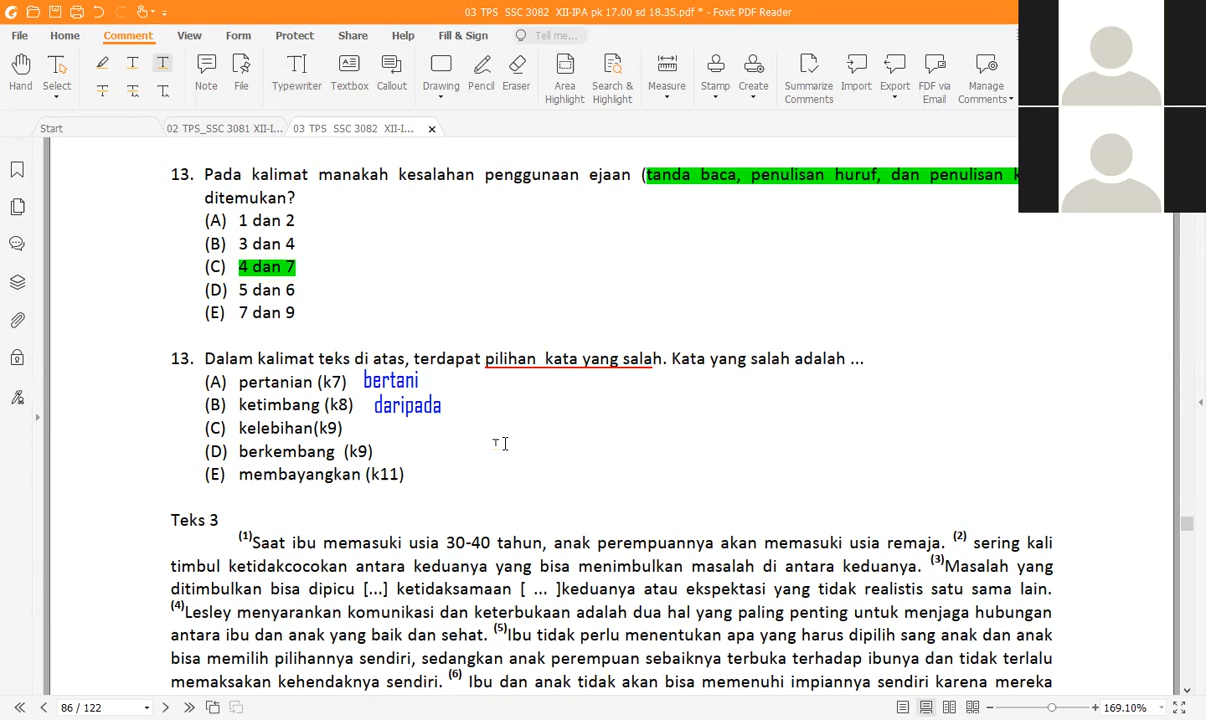 03 TPS SSC 3082 XII-IPA pk 17.00 sd 18.35.pdf * - Foxit PDF Reader
File Home Comment View Form Protect Share Help Fill & Sign Tell me...
Hand Select Note File Typewriter Textbox Callout Drawing Pencil Eraser Area Highlight Search & Highlight Measure Stamp Create Summarize Comments Import Export FDF via Email Manage Comments
Start 02 TPS_SSC 3081 XII-I... 03 TPS SSC 3082 XII-I...
13. Pada kalimat manakah kesalahan penggunaan ejaan (tanda baca, penulisan huruf, dan penulisan
ditemukan?
(A) 1 dan 2
(B) 3 dan 4
(C) 4 dan 7
(D) 5 dan 6
(E) 7 dan 9
13. Dalam kalimat teks di atas, terdapat pilihan kata yang salah. Kata yang salah adalah ...
(A) pertanian (k7) bertani
(B) ketimbang (k8) daripada
(C) kelebihan(k9)
(D) berkembang (k9)
(E) membayangkan (k11)
Teks 3
(1)Saat ibu memasuki usia 30-40 tahun, anak perempuannya akan memasuki usia remaja. (2) sering kali
timbul ketidakcocokan antara keduanya yang bisa menimbulkan masalah di antara keduanya. (3)Masalah yang
ditimbulkan bisa dipicu [...] ketidaksamaan [ ... ]keduanya atau ekspektasi yang tidak realistis satu sama lain.
(4)Lesley menyarankan komunikasi dan keterbukaan adalah dua hal yang paling penting untuk menjaga hubungan
antara ibu dan anak yang baik dan sehat. (5)Ibu tidak perlu menentukan apa yang harus dipilih sang anak dan anak
bisa memilih pilihannya sendiri, sedangkan anak perempuan sebaiknya terbuka terhadap ibunya dan tidak terlalu
memaksakan kehendaknya sendiri. (6) Ibu dan anak tidak akan bisa memenuhi impiannya sendiri karena mereka
86 / 122 169.10%